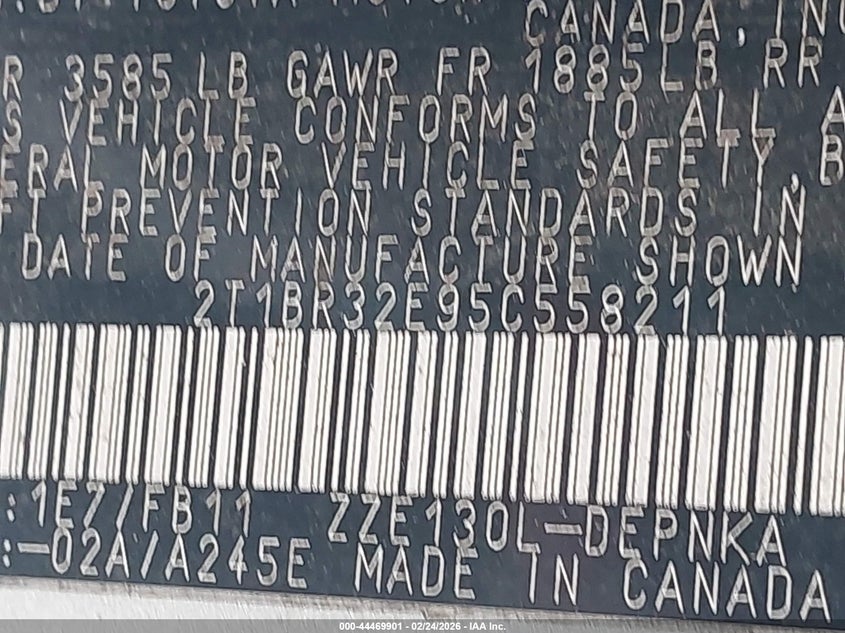 CANADA, INC
R 3585 LB GAWR FR 1885LB RR
S VEHICLE CONFORMS TO ALL A
ERAL MOTOR VEHICLE SAFETY, B
FT PREVENTION STANDARDS IN
DATE OF MANUFACTURE SHOWN
2T1BR32E95C558211
:1E7/FB11 ZZE130L-DEPNKA
:-02A/A245E MADE IN CANADA
000-44469901 - 02/24/2026 - IAA Inc.